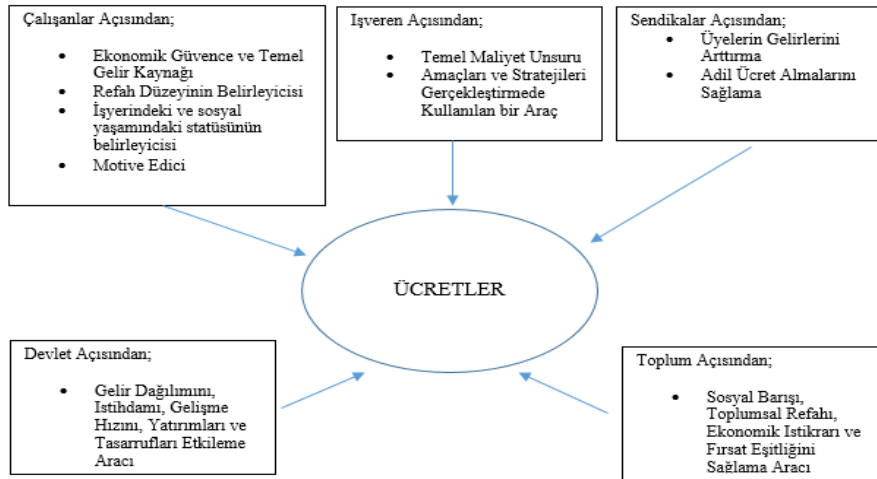 Çalışanlar Açısından;
Ekonomik Güvence ve Temel
Gelir Kaynağı
Refah Düzeyinin Belirleyicisi
İşyerindeki ve sosyal
yaşamındaki statüsünün
belirleyicisi
Motive Edici
Işveren Açısından;
Temel Maliyet Unsuru
Amaçları ve Stratejileri
Gerçekleştirmede
Kullanılan bir Araç
Sendikalar Açısından;
Üyelerin Gelirlerini
Arttırma
Adil Ücret Almalarını
Sağlama
ÜCRETLER
Devlet Açısından;
Gelir Dağılımını,
Istihdamı, Gelişme
Hızını, Yatırımları ve
Tasarrufları Etkileme
Aracı
Toplum Açısından;
Sosyal Barışı,
Toplumsal Refahı,
Ekonomik Istikrarı ve
Fırsat Eşitliğini
Sağlama Aracı